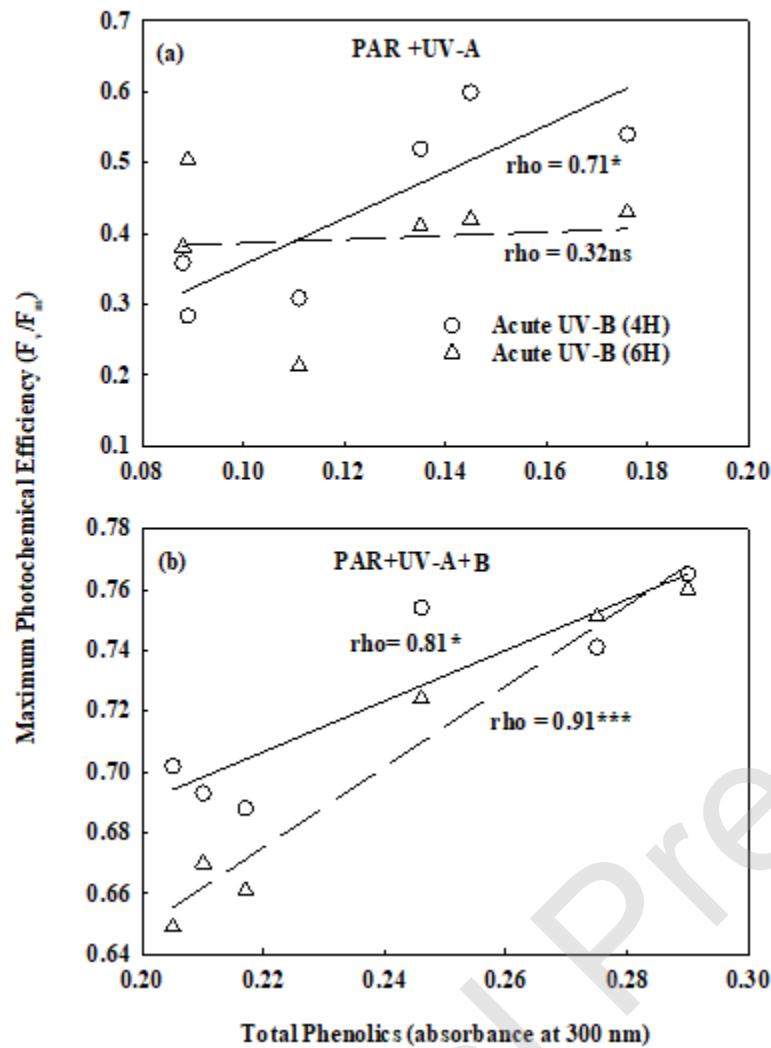 (a)
PAR +UV-A
0.7
0.6
0.5
0.4
0.3
0.2
0.1
rho = 0.71*
rho = 0.32ns
Acute UV-B (4H)
Acute UV-B (6H)
0.08 0.10 0.12 0.14 0.16 0.18 0.20
Maximum Photochemical Efficiency (Fv/Fm)
(b)
PAR+UV-A+B
0.78
0.76
0.74
0.72
0.70
0.68
0.66
0.64
rho= 0.81*
rho = 0.91***
0.20 0.22 0.24 0.26 0.28 0.30
Total Phenolics (absorbance at 300 nm)